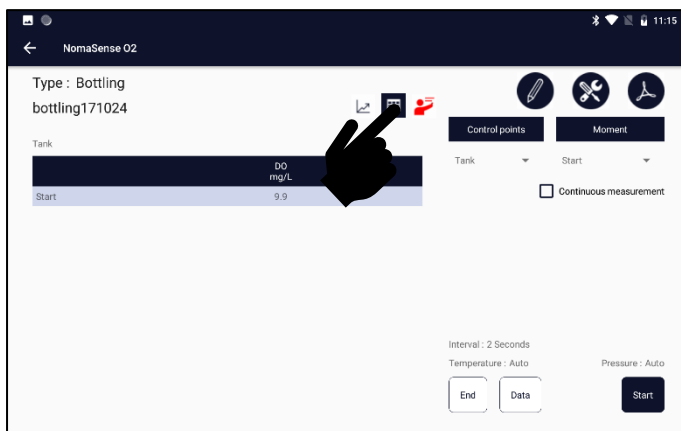 11:15
NomaSense O2
Type : Bottling
bottling171024
Control points Moment
Tank
Tank Start
DO
mg/L
Start 9.9
Continuous measurement
Interval : 2 Seconds
Temperature : Auto Pressure : Auto
End Data Start